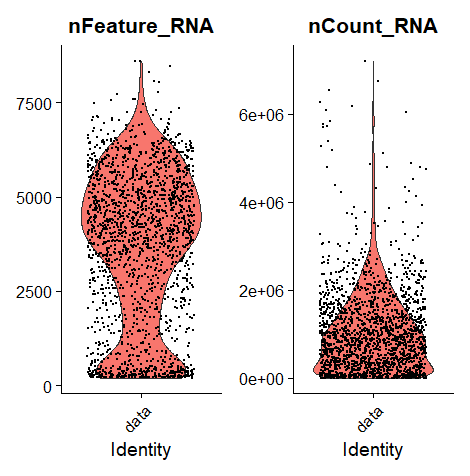 nFeature_RNA
7500
5000
2500
0
data
Identity
nCount_RNA
6e+06
4e+06
2e+06
0e+00
data
Identity